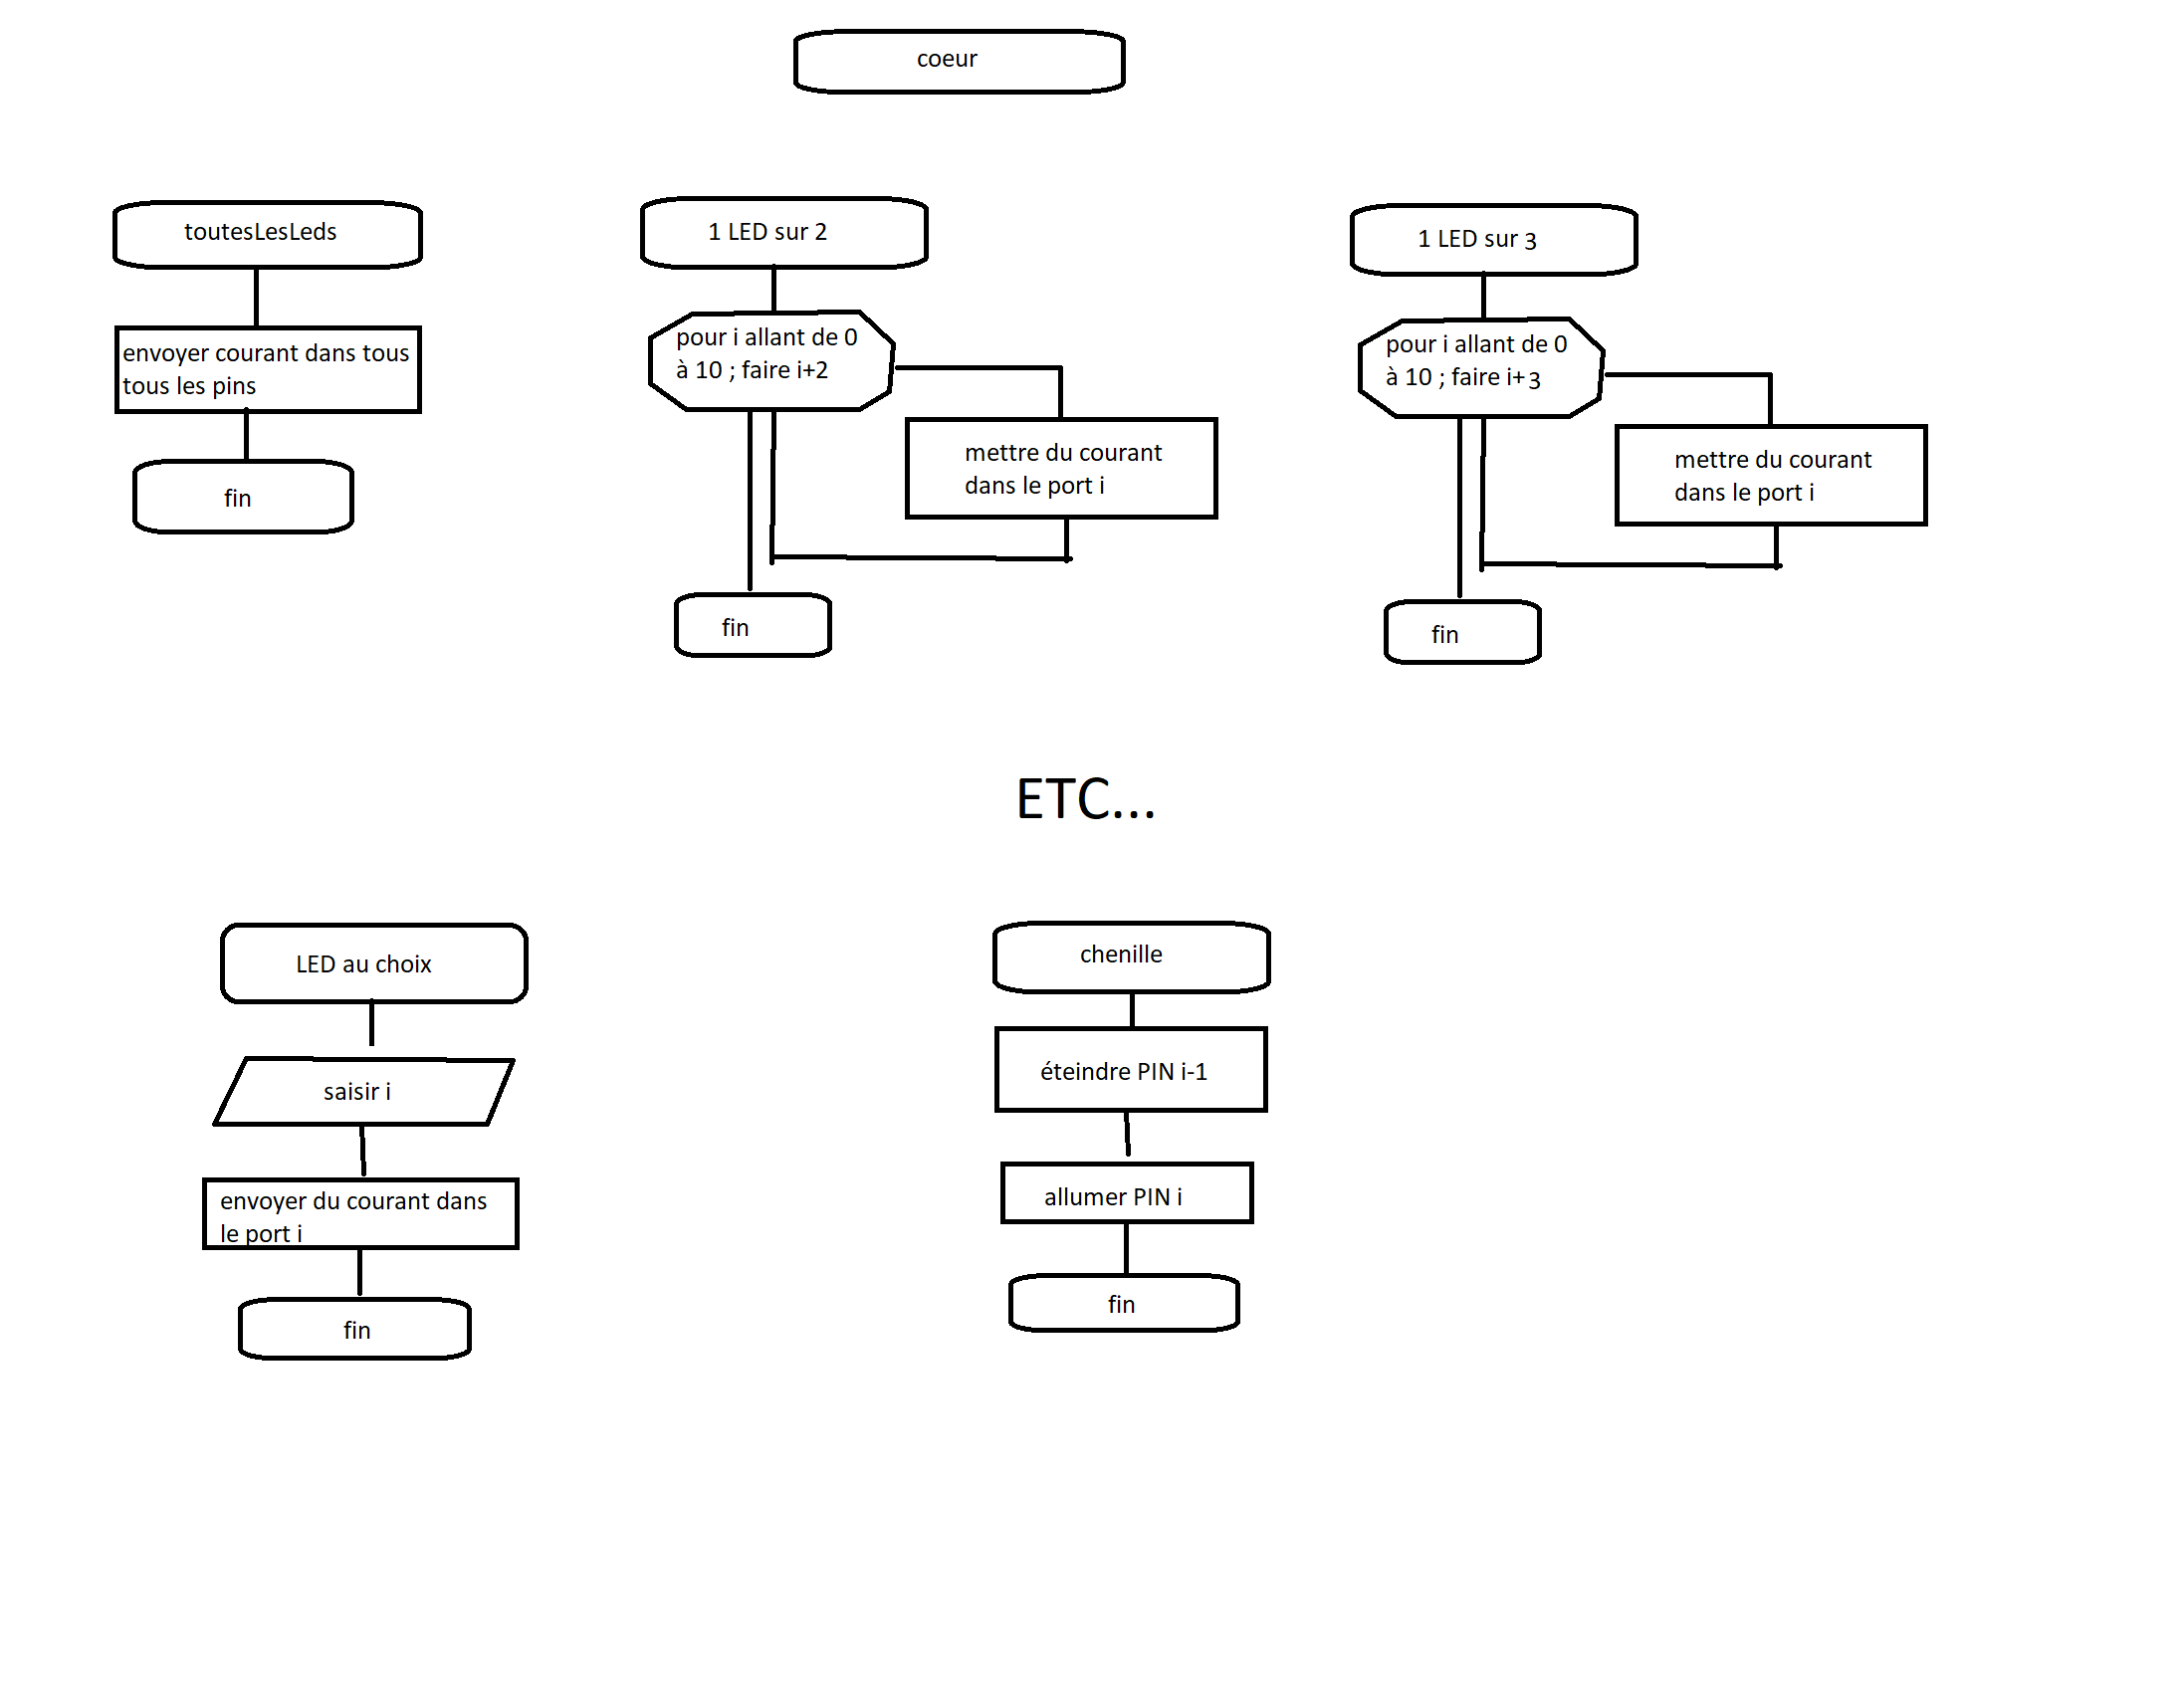 coeur
toutesLesLeds
envoyer courant dans tous
tous les pins
fin
1 LED sur 2
pour i allant de 0
à 10 ; faire i+2
mettre du courant
dans le port i
fin
1 LED sur 3
pour i allant de 0
à 10 ; faire i+3
mettre du courant
dans le port i
fin
ETC...
LED au choix
saisir i
envoyer du courant dans
le port i
fin
chenille
éteindre PIN i-1
allumer PIN i
fin